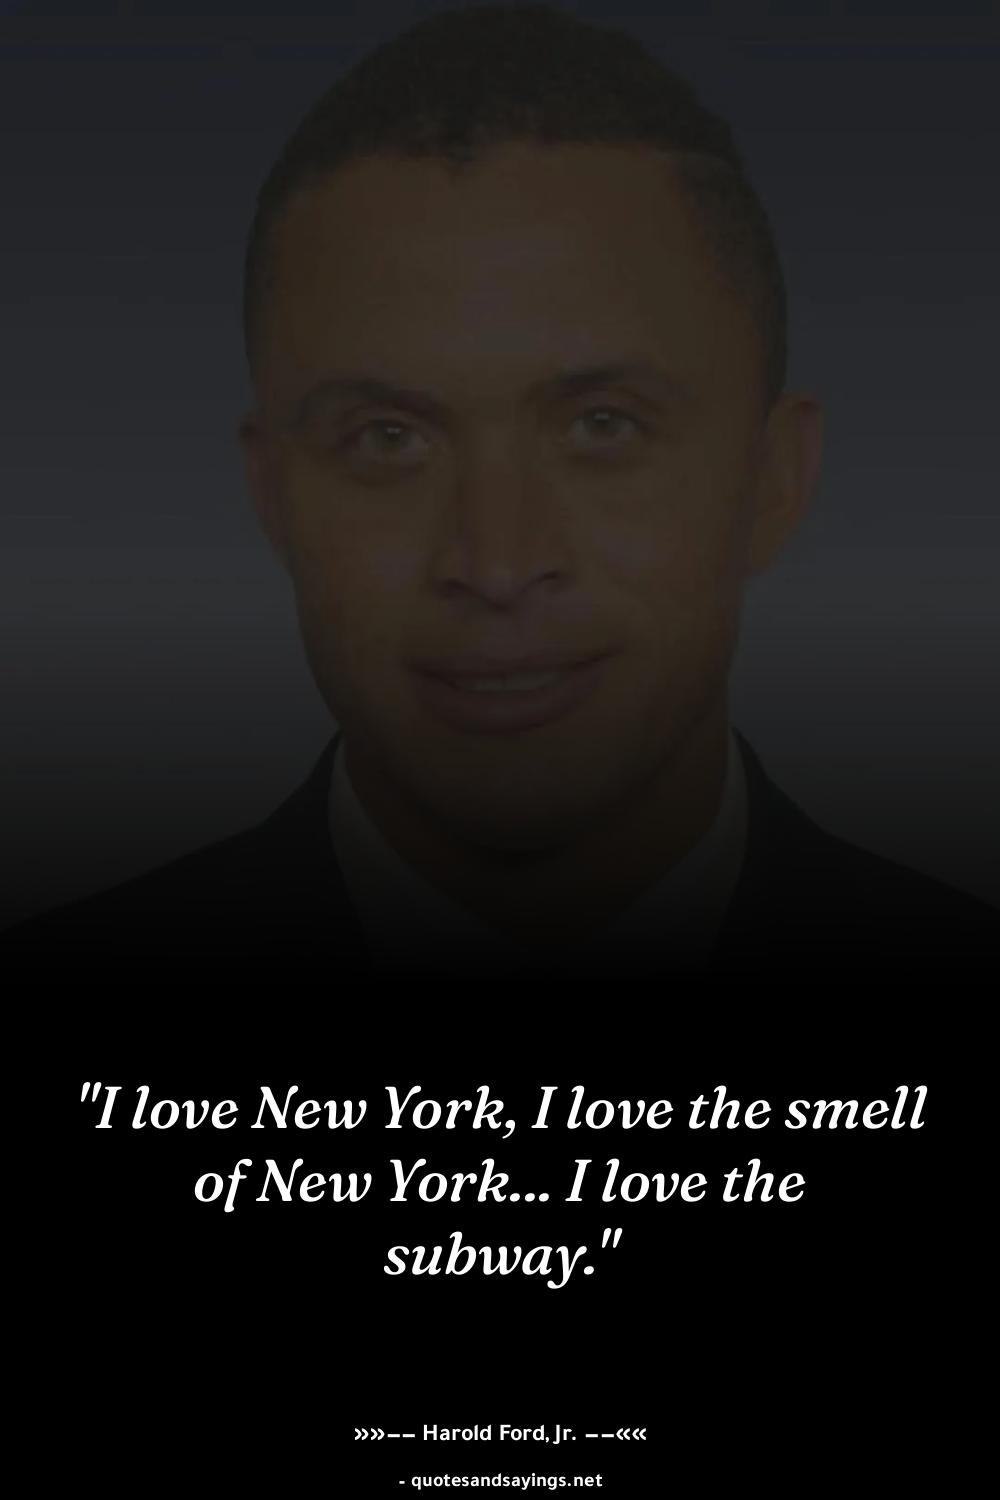 "I love New York, I love the smell
of New York... I love the
subway."
»»–– Harold Ford, Jr. ––««
- quotesandsayings.net